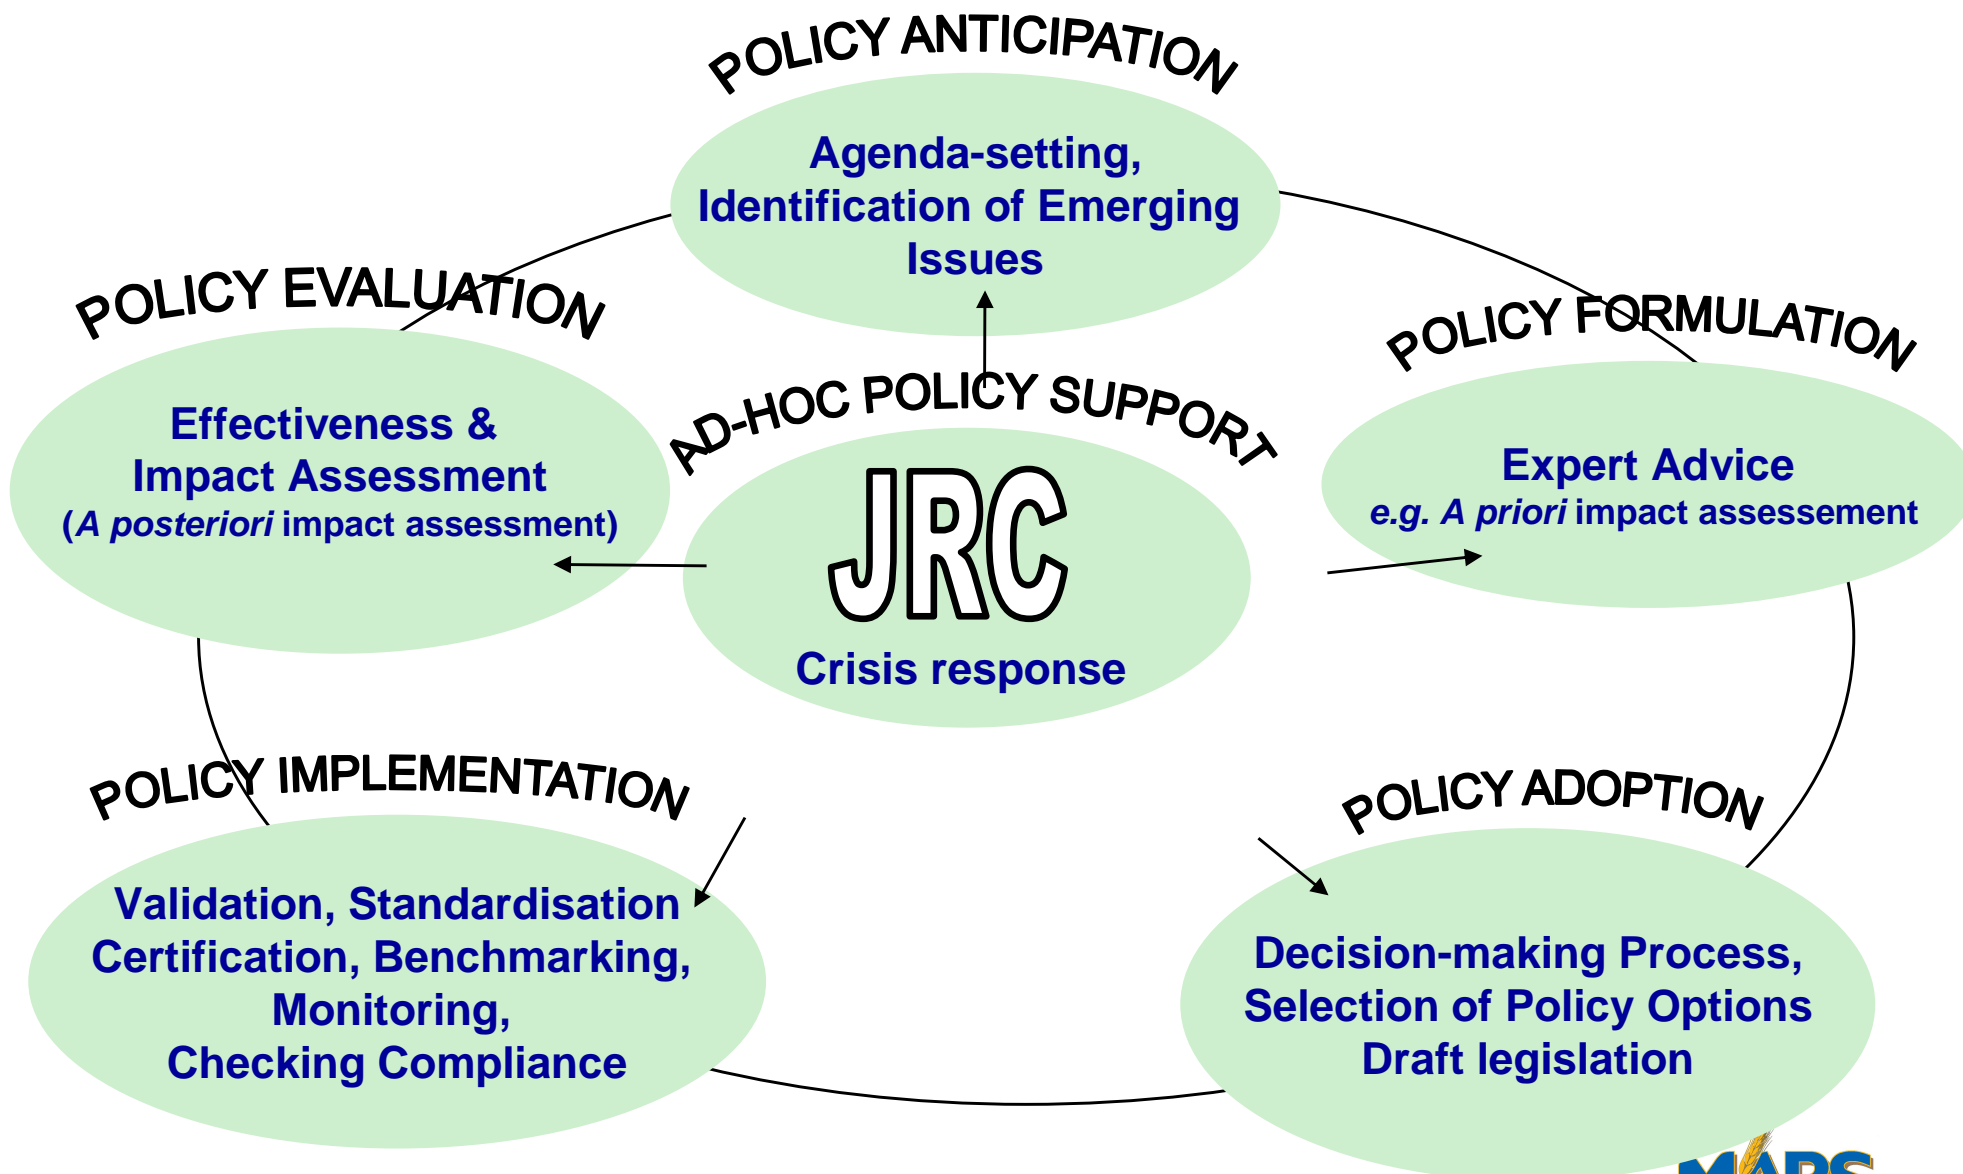 POLICY ANTICIPATION
Agenda-setting,
Identification of Emerging
Issues
POLICY EVALUATION
Effectiveness &
Impact Assessment
(A posteriori impact assessment)
POLICY FORMULATION
Expert Advice
e.g. A priori impact assessement
AD-HOC POLICY SUPPORT
JRC
Crisis response
POLICY IMPLEMENTATION
Validation, Standardisation
Certification, Benchmarking,
Monitoring,
Checking Compliance
POLICY ADOPTION
Decision-making Process,
Selection of Policy Options
Draft legislation
MARS